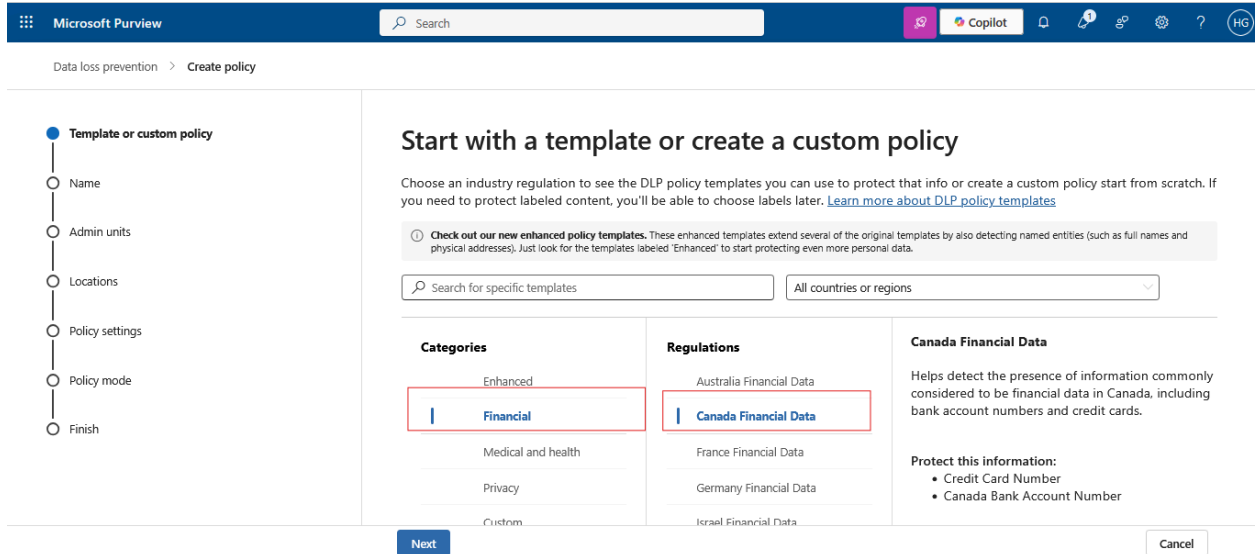 Microsoft Purview
Search
Copilot
1
?
HG
Data loss prevention > Create policy
Template or custom policy
Name
Admin units
Locations
Policy settings
Policy mode
Finish
Start with a template or create a custom policy
Choose an industry regulation to see the DLP policy templates you can use to protect that info or create a custom policy start from scratch. If
you need to protect labeled content, you'll be able to choose labels later. Learn more about DLP policy templates
Check out our new enhanced policy templates. These enhanced templates extend several of the original templates by also detecting named entities (such as full names and
physical addresses). Just look for the templates labeled 'Enhanced' to start protecting even more personal data.
Search for specific templates
All countries or regions
Categories
Enhanced
Financial
Medical and health
Privacy
Custom
Regulations
Australia Financial Data
Canada Financial Data
France Financial Data
Germany Financial Data
Israel Financial Data
Canada Financial Data
Helps detect the presence of information commonly
considered to be financial data in Canada, including
bank account numbers and credit cards.
Protect this information:
• Credit Card Number
• Canada Bank Account Number
Next
Cancel